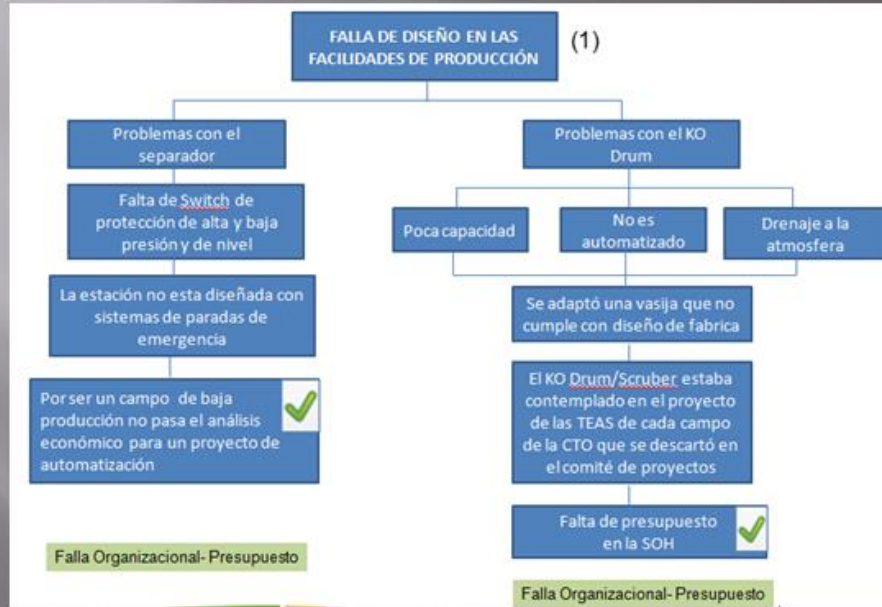 FALLA DE DISEÑO EN LAS
FACILIDADES DE PRODUCCIÓN
(1)
Problemas con el
separador
Falta de Switch de
protección de alta y baja
presión y de nivel
La estación no esta diseñada con
sistemas de paradas de
emergencia
Por ser un campo de baja
producción no pasa el análisis
económico para un proyecto de
automatización
Falla Organizacional- Presupuesto
Problemas con el KO
Drum
Poca capacidad
No es
automatizado
Drenaje a la
atmosfera
Se adaptó una vasija que no
cumple con diseño de fabrica
El KO Drum/Scruber estaba
contemplado en el proyecto
de las TEAS de cada campo
de la CTO que se descartó en
el comité de proyectos
Falta de presupuesto
en la SOH
Falla Organizacional- Presupuesto